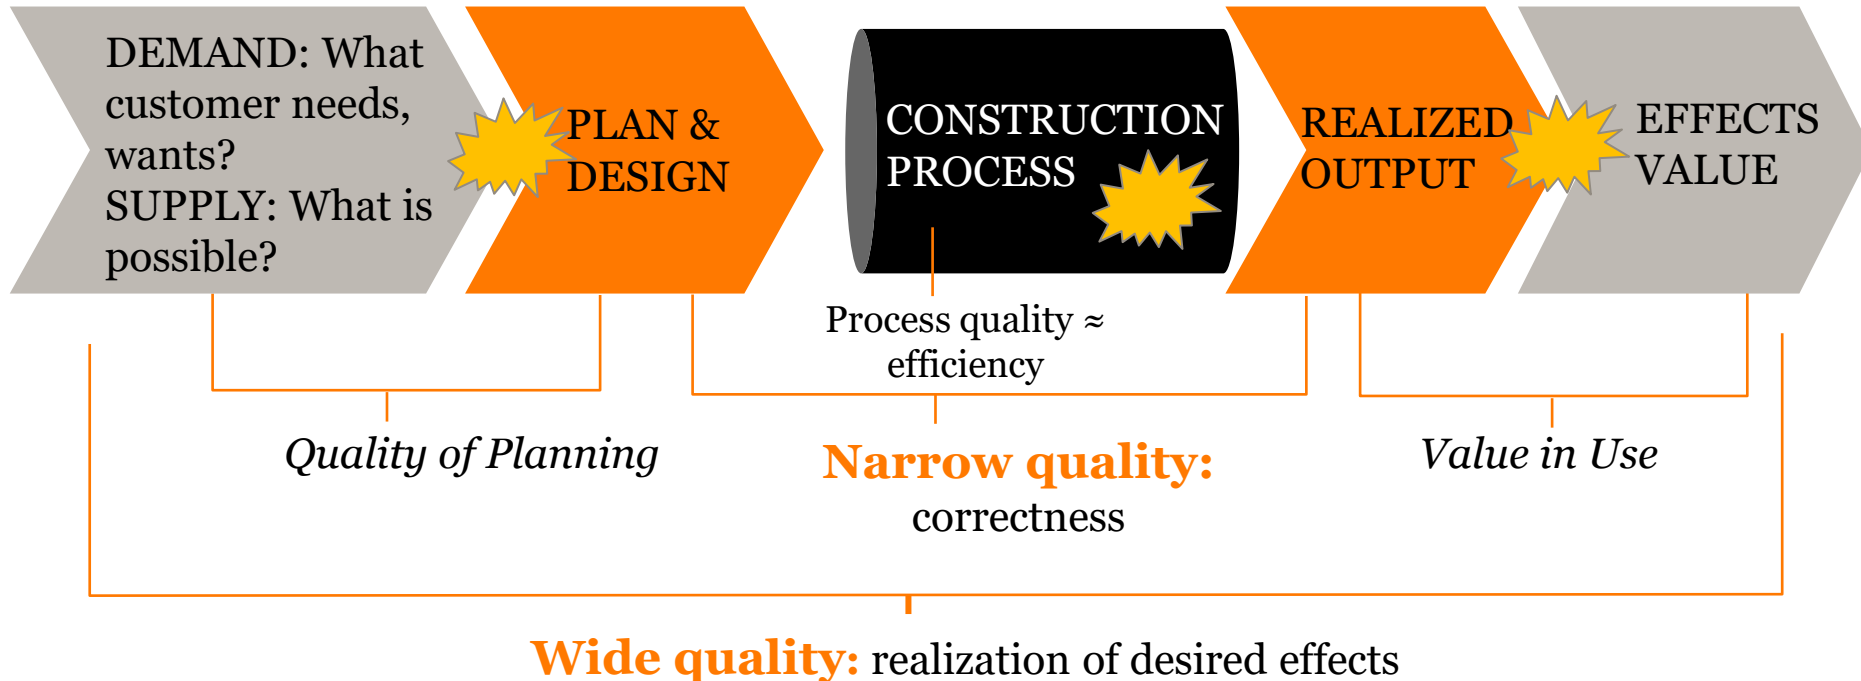 DEMAND: What
customer needs,
wants?
SUPPLY: What is
possible?
PLAN &
DESIGN
CONSTRUCTION
PROCESS
REALIZED
OUTPUT
EFFECTS
VALUE
Process quality ≈
efficiency
Quality of Planning
Narrow quality:
correctness
Value in Use
Wide quality: realization of desired effects